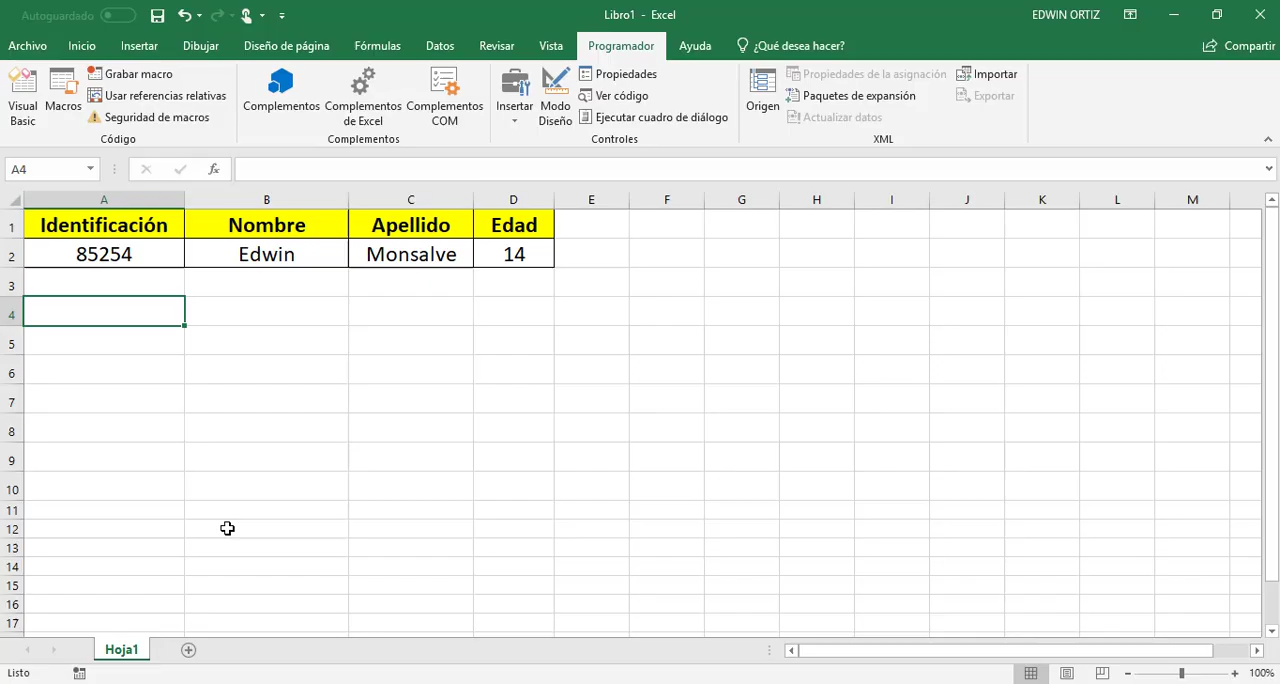 Autoguardado
Libro1 - Excel
EDWIN ORTIZ
Archivo Inicio Insertar Dibujar Diseño de página Fórmulas Datos Revisar Vista Programador Ayuda ¿Qué desea hacer? Compartir
Visual Basic
Macros
Grabar macro
Usar referencias relativas
Seguridad de macros
Código
Complementos
Complementos de Excel
Complementos COM
Complementos
Insertar
Modo Diseño
Propiedades
Ver código
Ejecutar cuadro de diálogo
Controles
Origen
Propiedades de la asignación
Paquetes de expansión
Actualizar datos
Importar
Exportar
XML
A4
fx
A B C D E F G H I J K L M
1 Identificación Nombre Apellido Edad
2 85254 Edwin Monsalve 14
3
4
5
6
7
8
9
10
11
12
13
14
15
16
17
Hoja1
Listo
100%